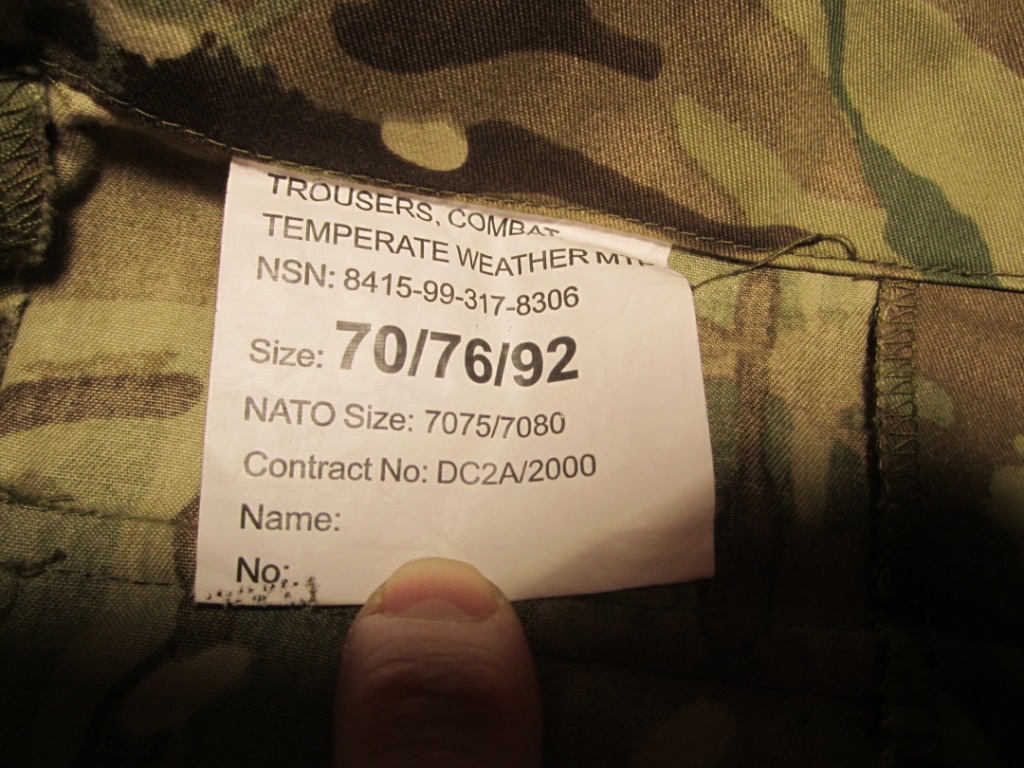 TROUSERS, COMBAT
TEMPERATE WEATHER MTP
NSN: 8415-99-317-8306
Size: 70/76/92
NATO Size: 7075/7080
Contract No: DC2A/2000
Name:
No: